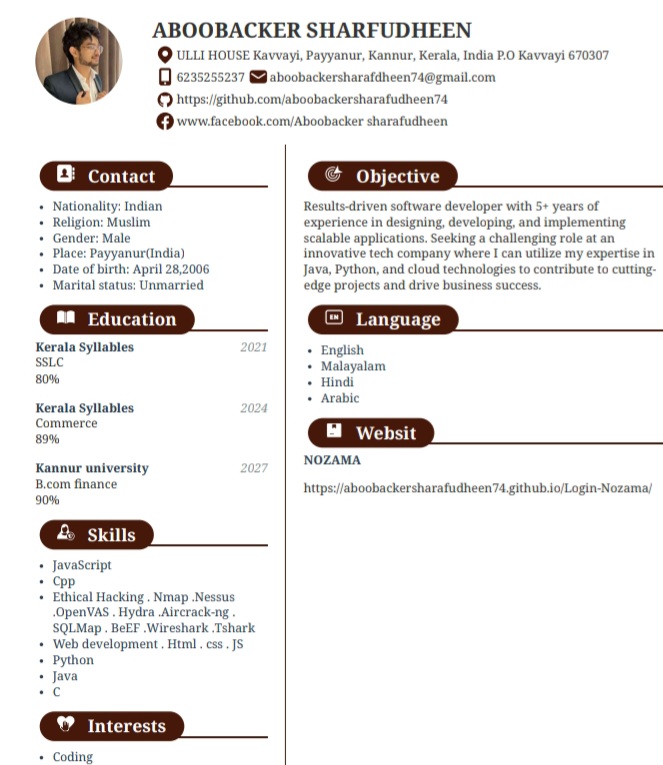 ABOOBACKER SHARFUDHEEN
ULLI HOUSE Kavvayi, Payyanur, Kannur, Kerala, India P.O Kavvayi 670307
6235255237 aboobackersharafdheen74@gmail.com
https://github.com/aboobackersharafudheen74
www.facebook.com/Aboobacker sharafudheen
Contact
• Nationality: Indian
• Religion: Muslim
• Gender: Male
• Place: Payyanur(India)
• Date of birth: April 28,2006
• Marital status: Unmarried
Education
Kerala Syllables 2021
SSLC
80%
Kerala Syllables 2024
Commerce
89%
Kannur university 2027
B.com finance
90%
Skills
• JavaScript
• Cpp
• Ethical Hacking . Nmap .Nessus
.OpenVAS . Hydra .Aircrack-ng .
SQLMap . BeEF .Wireshark .Tshark
• Web development . Html . css . JS
• Python
• Java
• C
Interests
• Coding
Objective
Results-driven software developer with 5+ years of
experience in designing, developing, and implementing
scalable applications. Seeking a challenging role at an
innovative tech company where I can utilize my expertise in
Java, Python, and cloud technologies to contribute to cutting-
edge projects and drive business success.
EN
Language
• English
• Malayalam
• Hindi
• Arabic
Websit
NOZAMA
https://aboobackersharafudheen74.github.io/Login-Nozama/